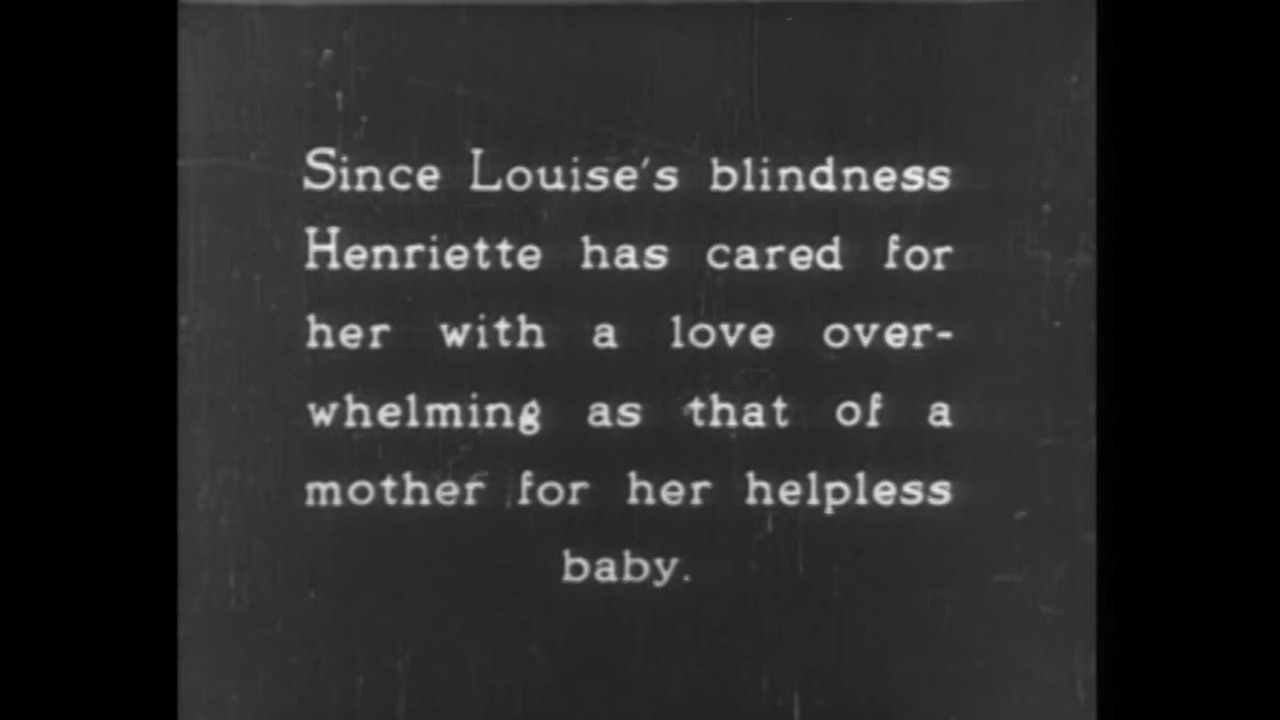 Since Louise's blindness
Henriette has cared for
her with a love over-
whelming as that of a
mother for her helpless
baby.